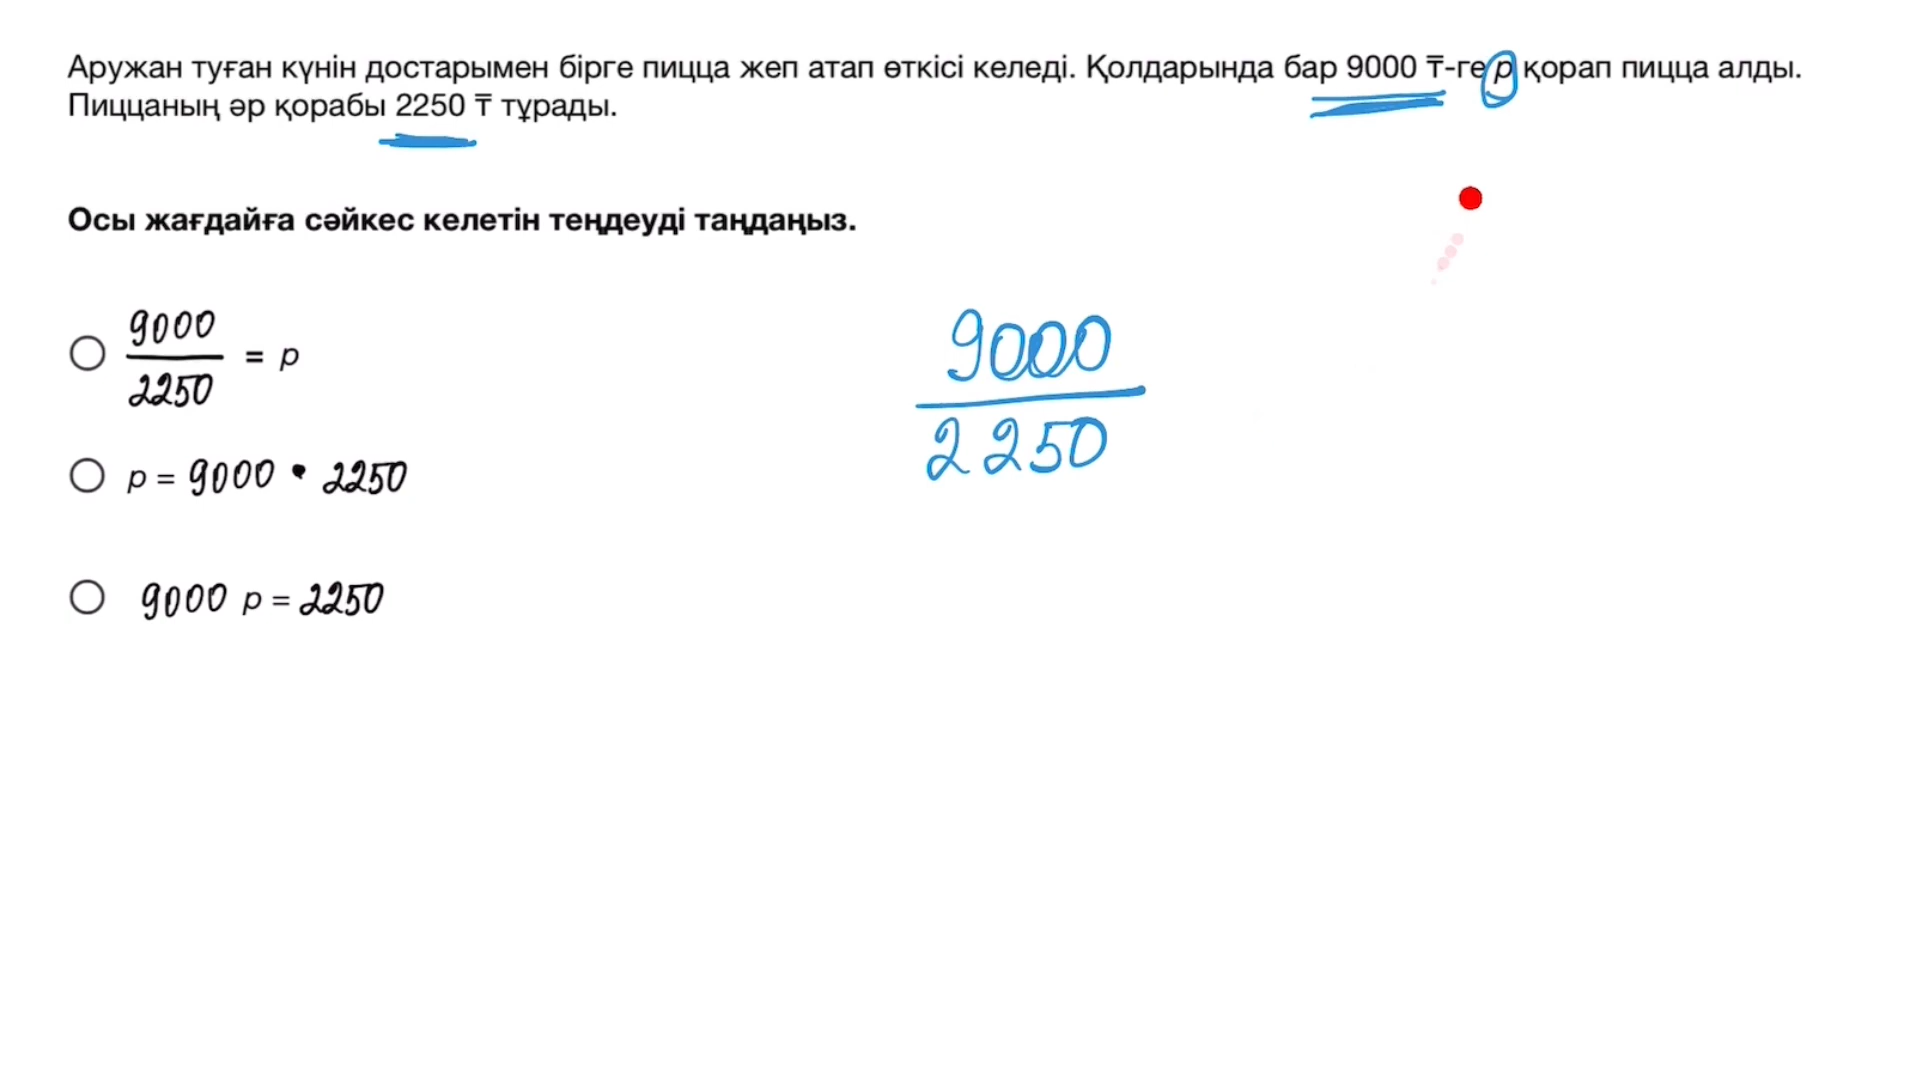 Аружан туған күнін достарымен бірге пицца жеп атап өткісі келеді. Қолдарында бар 9000 ₸-ге p қорап пицца алды.
Пиццаның әр қорабы 2250 ₸ тұрады.
Осы жағдайға сәйкес келетін теңдеуді таңдаңыз.
9000
2250
= p
p = 9000 • 2250
9000 p = 2250
9000
2250